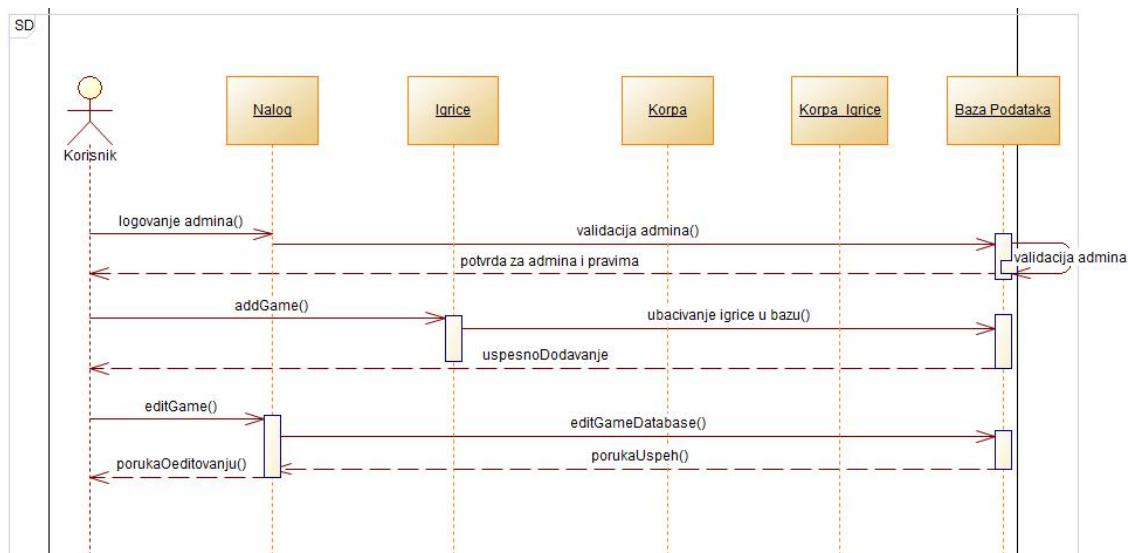 SD
Nalog
Igrice
Korpa
Korpa_Igrice
Baza Podataka
Korisnik
logovanje admina()
validacija admina()
validacija admina
potvrda za admina i pravima
addGame()
ubacivanje igrice u bazu()
uspesnoDodavanje
editGame()
editGameDatabase()
porukaUspeh()
porukaOeditovanju()